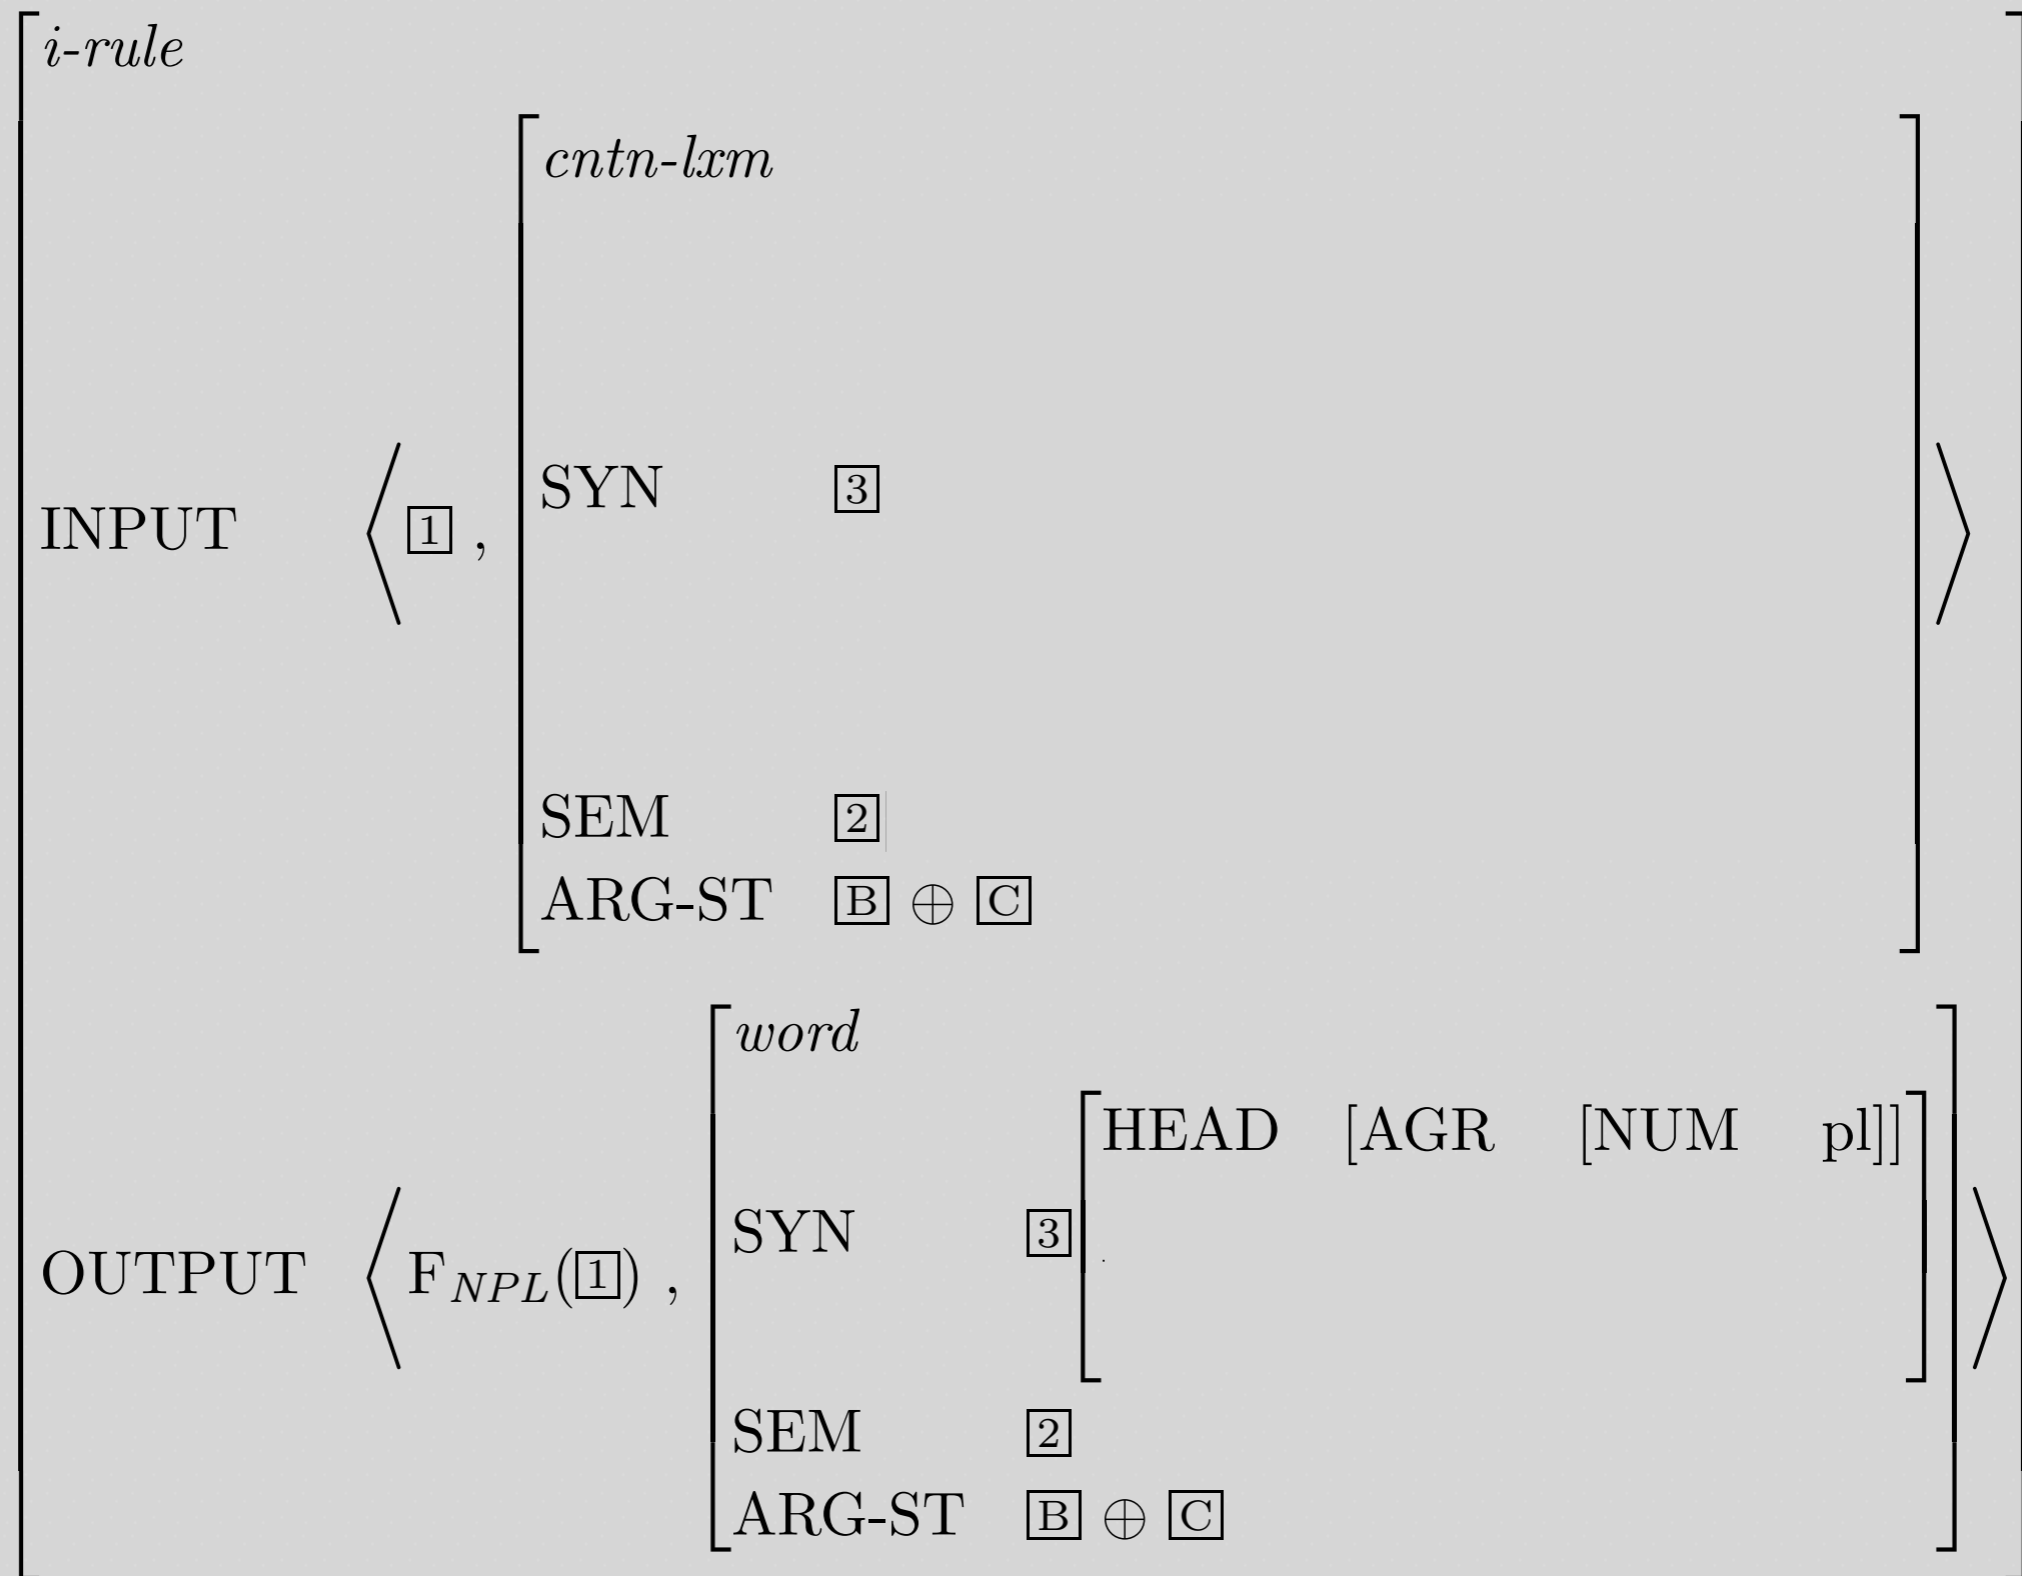 i-rule
cntn-lxm
SYN 3
INPUT ⟨ 1 ,
SEM 2
ARG-ST B ⊕ C ⟩
word
HEAD [AGR [NUM pl]]
SYN 3
OUTPUT ⟨ F_NPL(1) ,
SEM 2
ARG-ST B ⊕ C ⟩